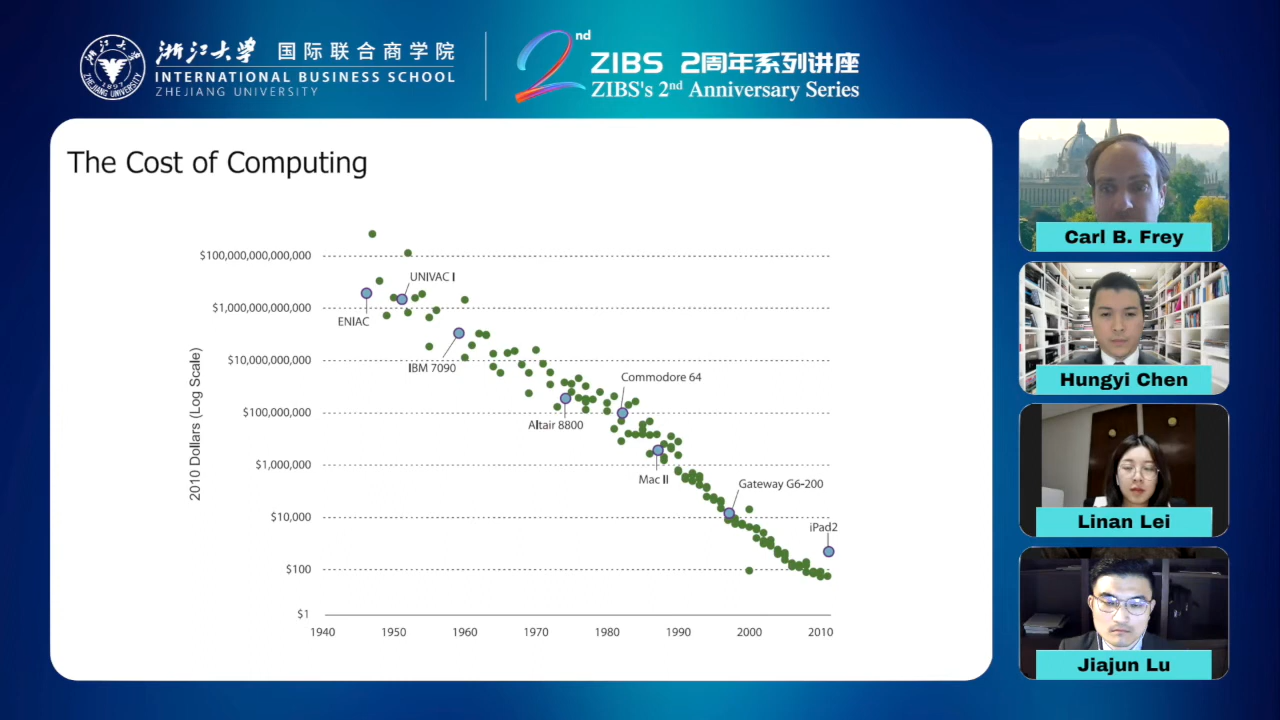 浙江大学
国际联合商学院
INTERNATIONAL BUSINESS SCHOOL
ZHEJIANG UNIVERSITY
1897
2nd
ZIBS 2周年系列讲座
ZIBS's 2nd Anniversary Series
The Cost of Computing
2010 Dollars (Log Scale)
$100,000,000,000,000
$1,000,000,000,000
$10,000,000,000
$100,000,000
$1,000,000
$10,000
$100
$1
1940 1950 1960 1970 1980 1990 2000 2010
ENIAC
UNIVAC I
IBM 7090
Altair 8800
Commodore 64
Mac II
Gateway G6-200
iPad2
Carl B. Frey
Hungyi Chen
Linan Lei
Jiajun Lu